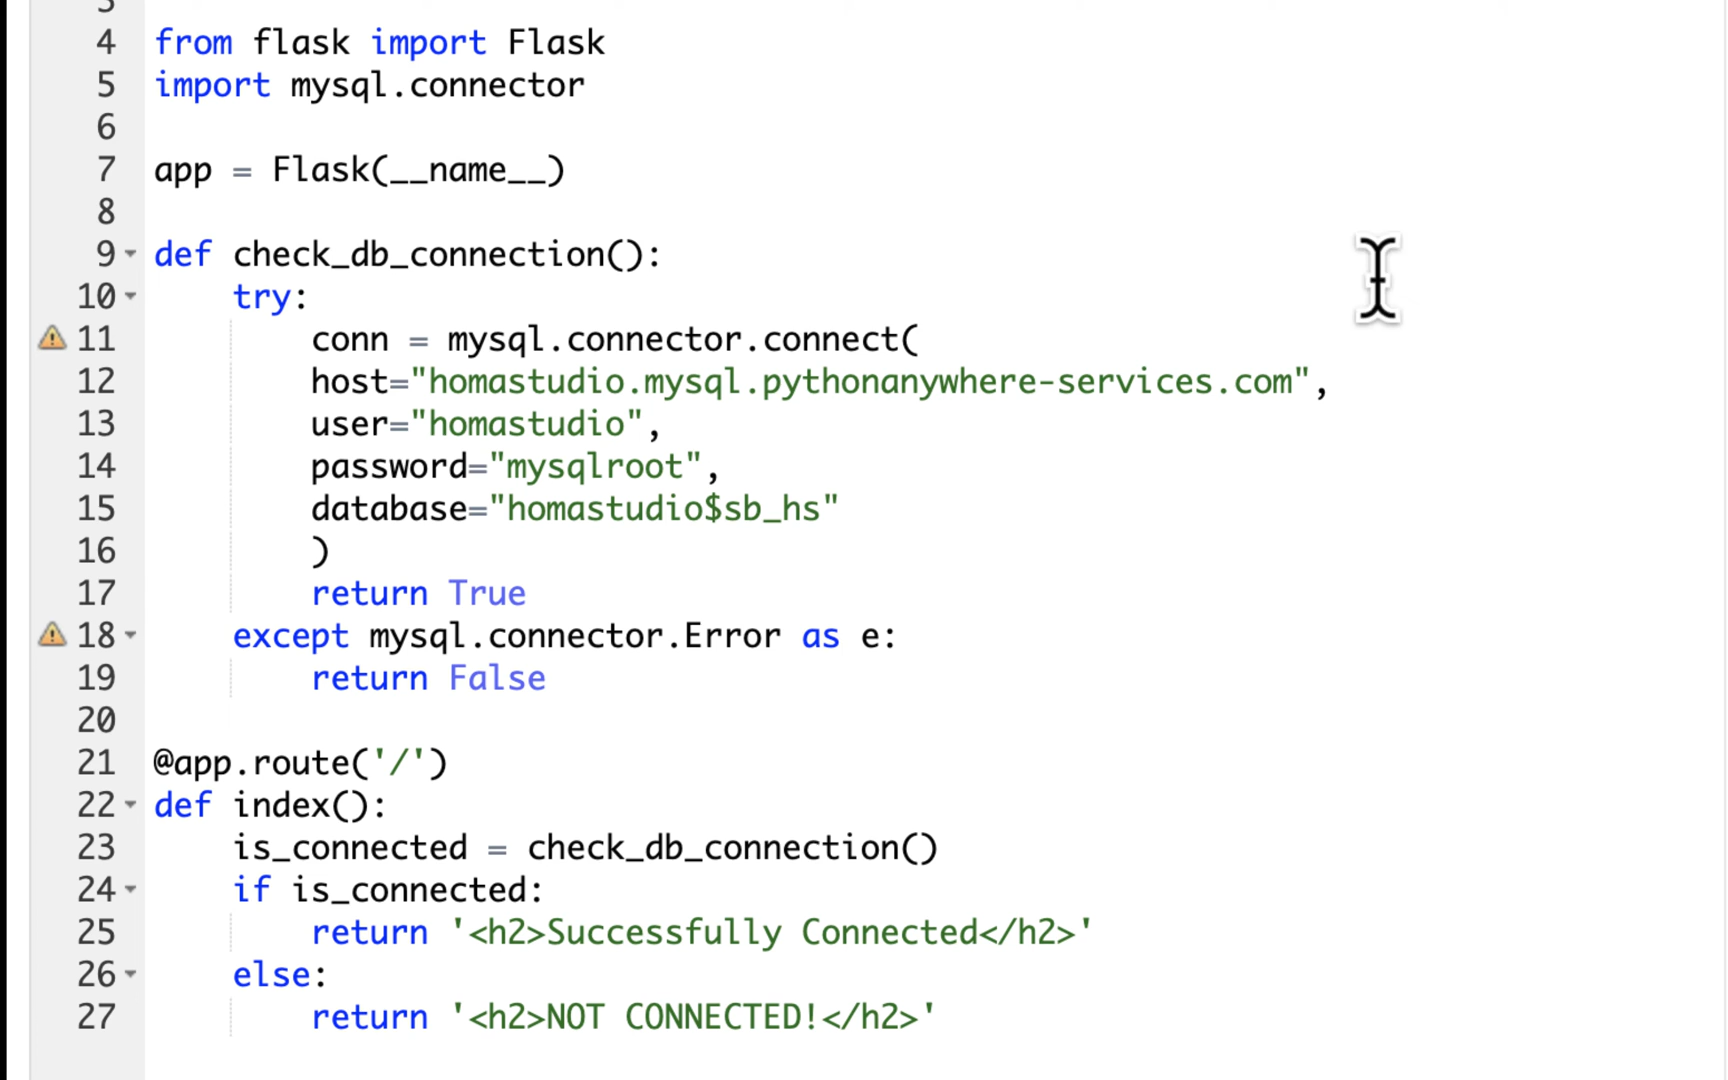 3
4 from flask import Flask
5 import mysql.connector
6
7 app = Flask(__name__)
8
9 def check_db_connection():
10     try:
11         conn = mysql.connector.connect(
12         host="homastudio.mysql.pythonanywhere-services.com",
13         user="homastudio",
14         password="mysqlroot",
15         database="homastudio$sb_hs"
16         )
17         return True
18     except mysql.connector.Error as e:
19         return False
20
21 @app.route('/')
22 def index():
23     is_connected = check_db_connection()
24     if is_connected:
25         return '<h2>Successfully Connected</h2>'
26     else:
27         return '<h2>NOT CONNECTED!</h2>'